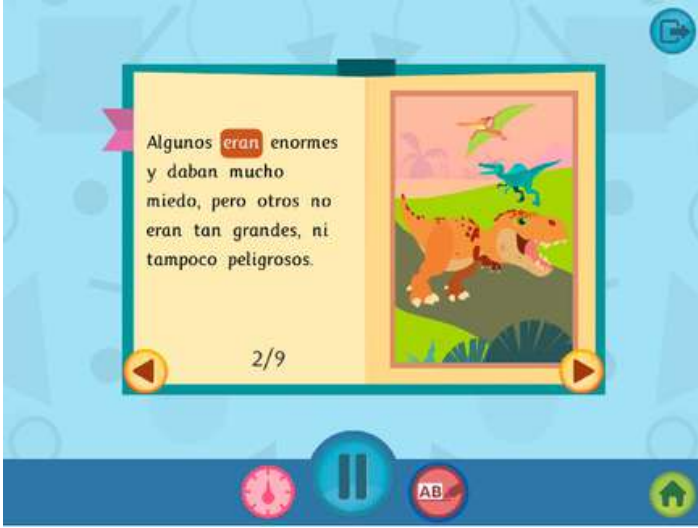 Algunos eran enormes
y daban mucho
miedo, pero otros no
eran tan grandes, ni
tampoco peligrosos.
2/9
AB